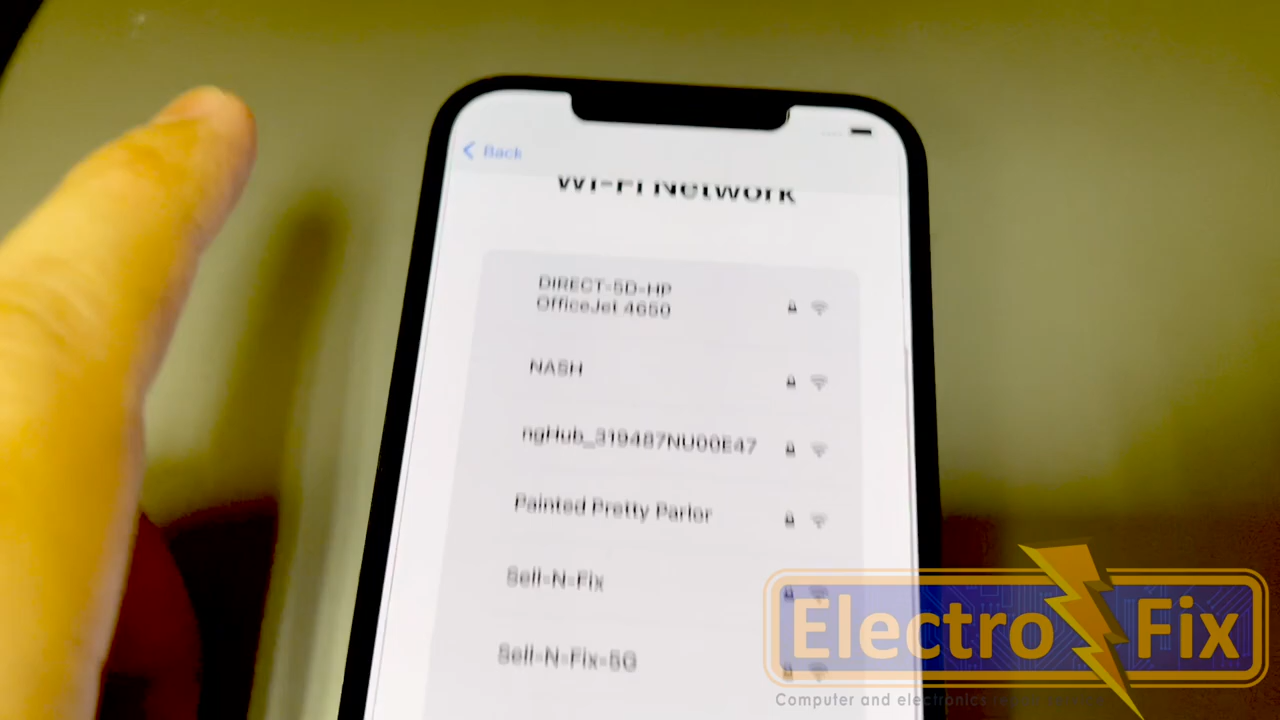 Back
Wi-Fi Network
DIRECT-5D-HP
OfficeJet 4650
NASH
ngHub_319487NU00E47
Painted Pretty Parlor
Sell-N-Fix
Sell-N-Fix-5G
Electro Fix
Computer and electronics